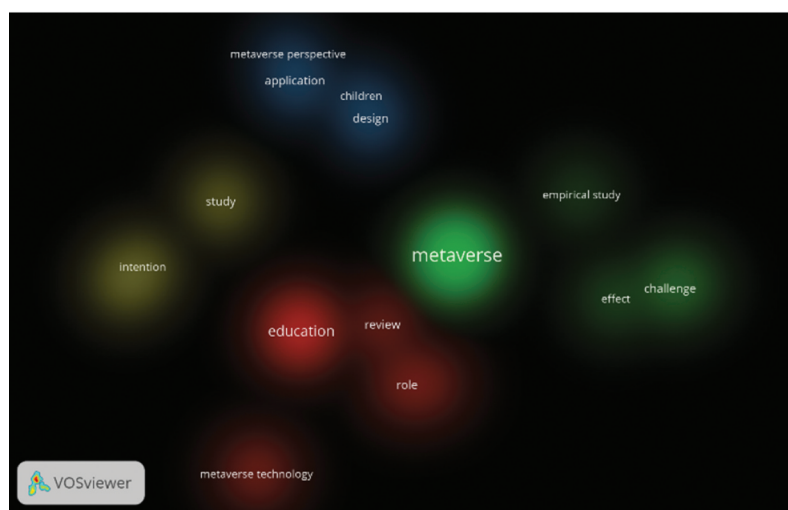 metaverse perspective
application
children
design
study
empirical study
metaverse
intention
challenge
effect
review
education
role
metaverse technology
VOSviewer